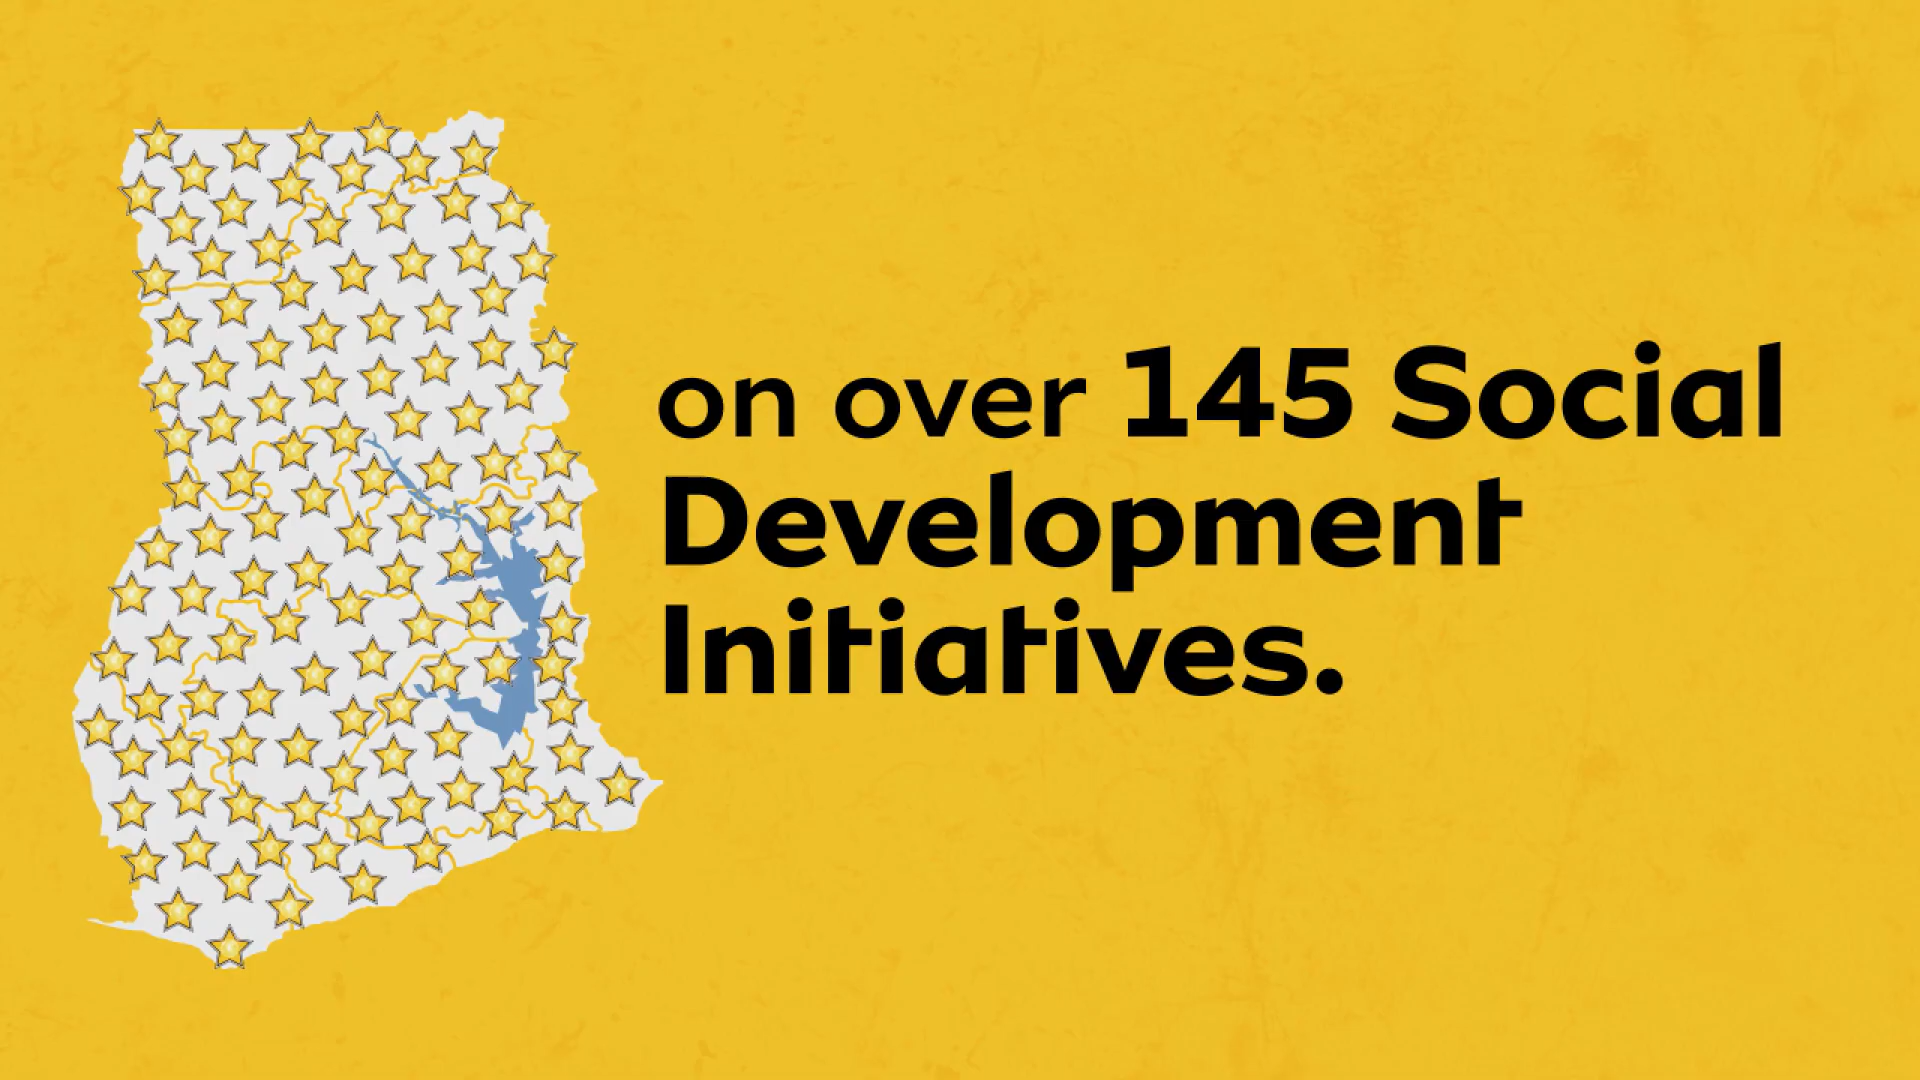 on over 145 Social
Development
Initiatives.